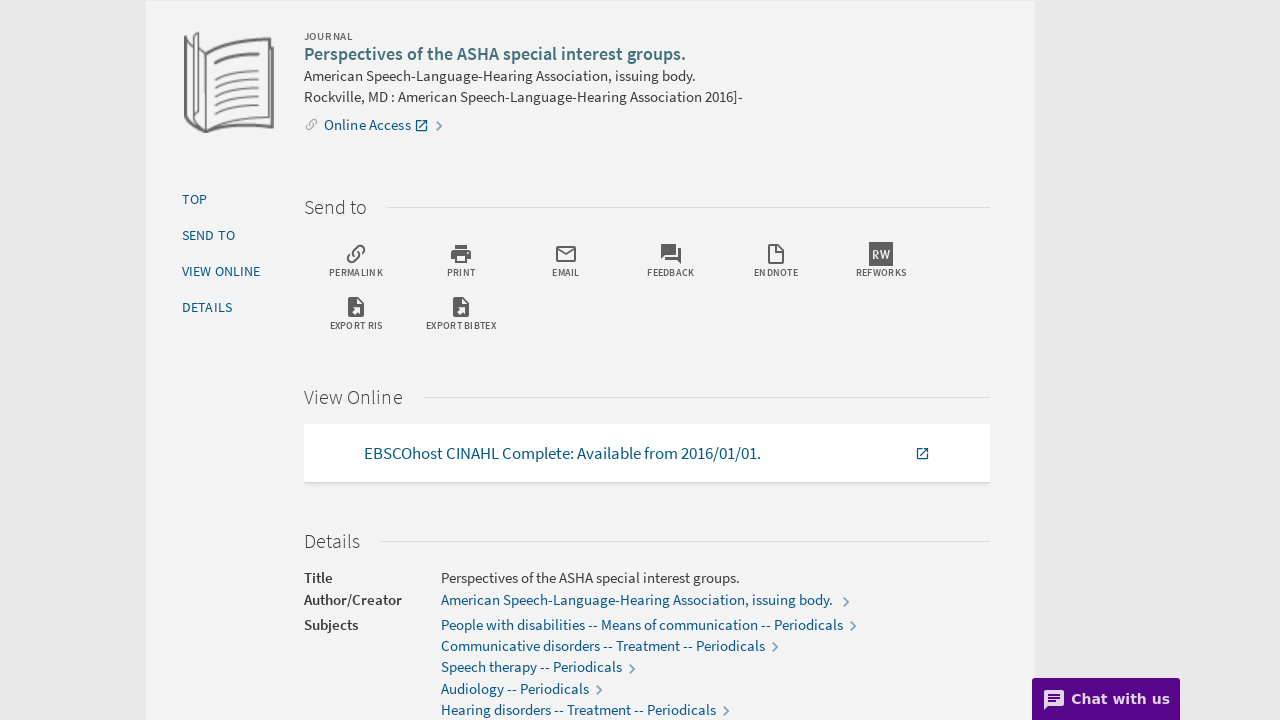 JOURNAL
Perspectives of the ASHA special interest groups.
American Speech-Language-Hearing Association, issuing body.
Rockville, MD : American Speech-Language-Hearing Association 2016]-
Online Access
TOP
SEND TO
VIEW ONLINE
DETAILS
Send to
PERMALINK
PRINT
EMAIL
FEEDBACK
ENDNOTE
RW
REFWORKS
EXPORT RIS
EXPORT BIBTEX
View Online
EBSCOhost CINAHL Complete: Available from 2016/01/01.
Details
Title Perspectives of the ASHA special interest groups.
Author/Creator American Speech-Language-Hearing Association, issuing body.
Subjects People with disabilities -- Means of communication -- Periodicals
Communicative disorders -- Treatment -- Periodicals
Speech therapy -- Periodicals
Audiology -- Periodicals
Hearing disorders -- Treatment -- Periodicals
Chat with us